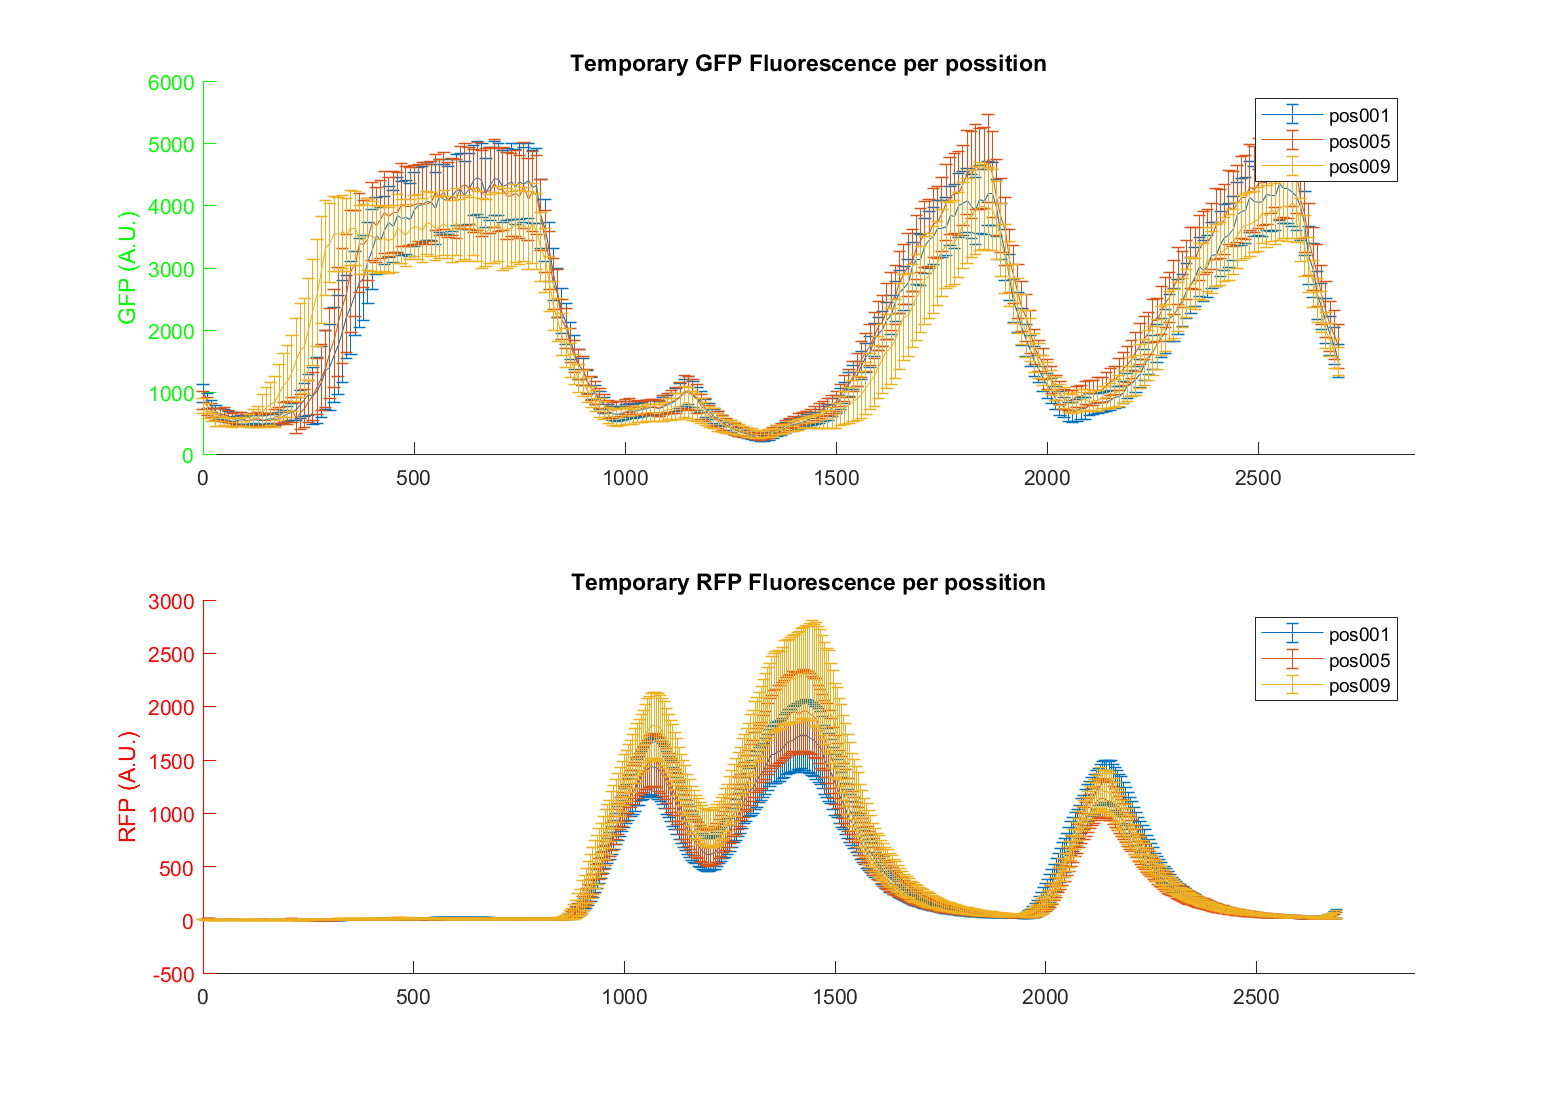 Temporary GFP Fluorescence per possition
6000
5000
4000
3000
2000
1000
0
GFP (A.U.)
0 500 1000 1500 2000 2500
pos001
pos005
pos009
Temporary RFP Fluorescence per possition
3000
2500
2000
1500
1000
500
0
-500
RFP (A.U.)
0 500 1000 1500 2000 2500
pos001
pos005
pos009